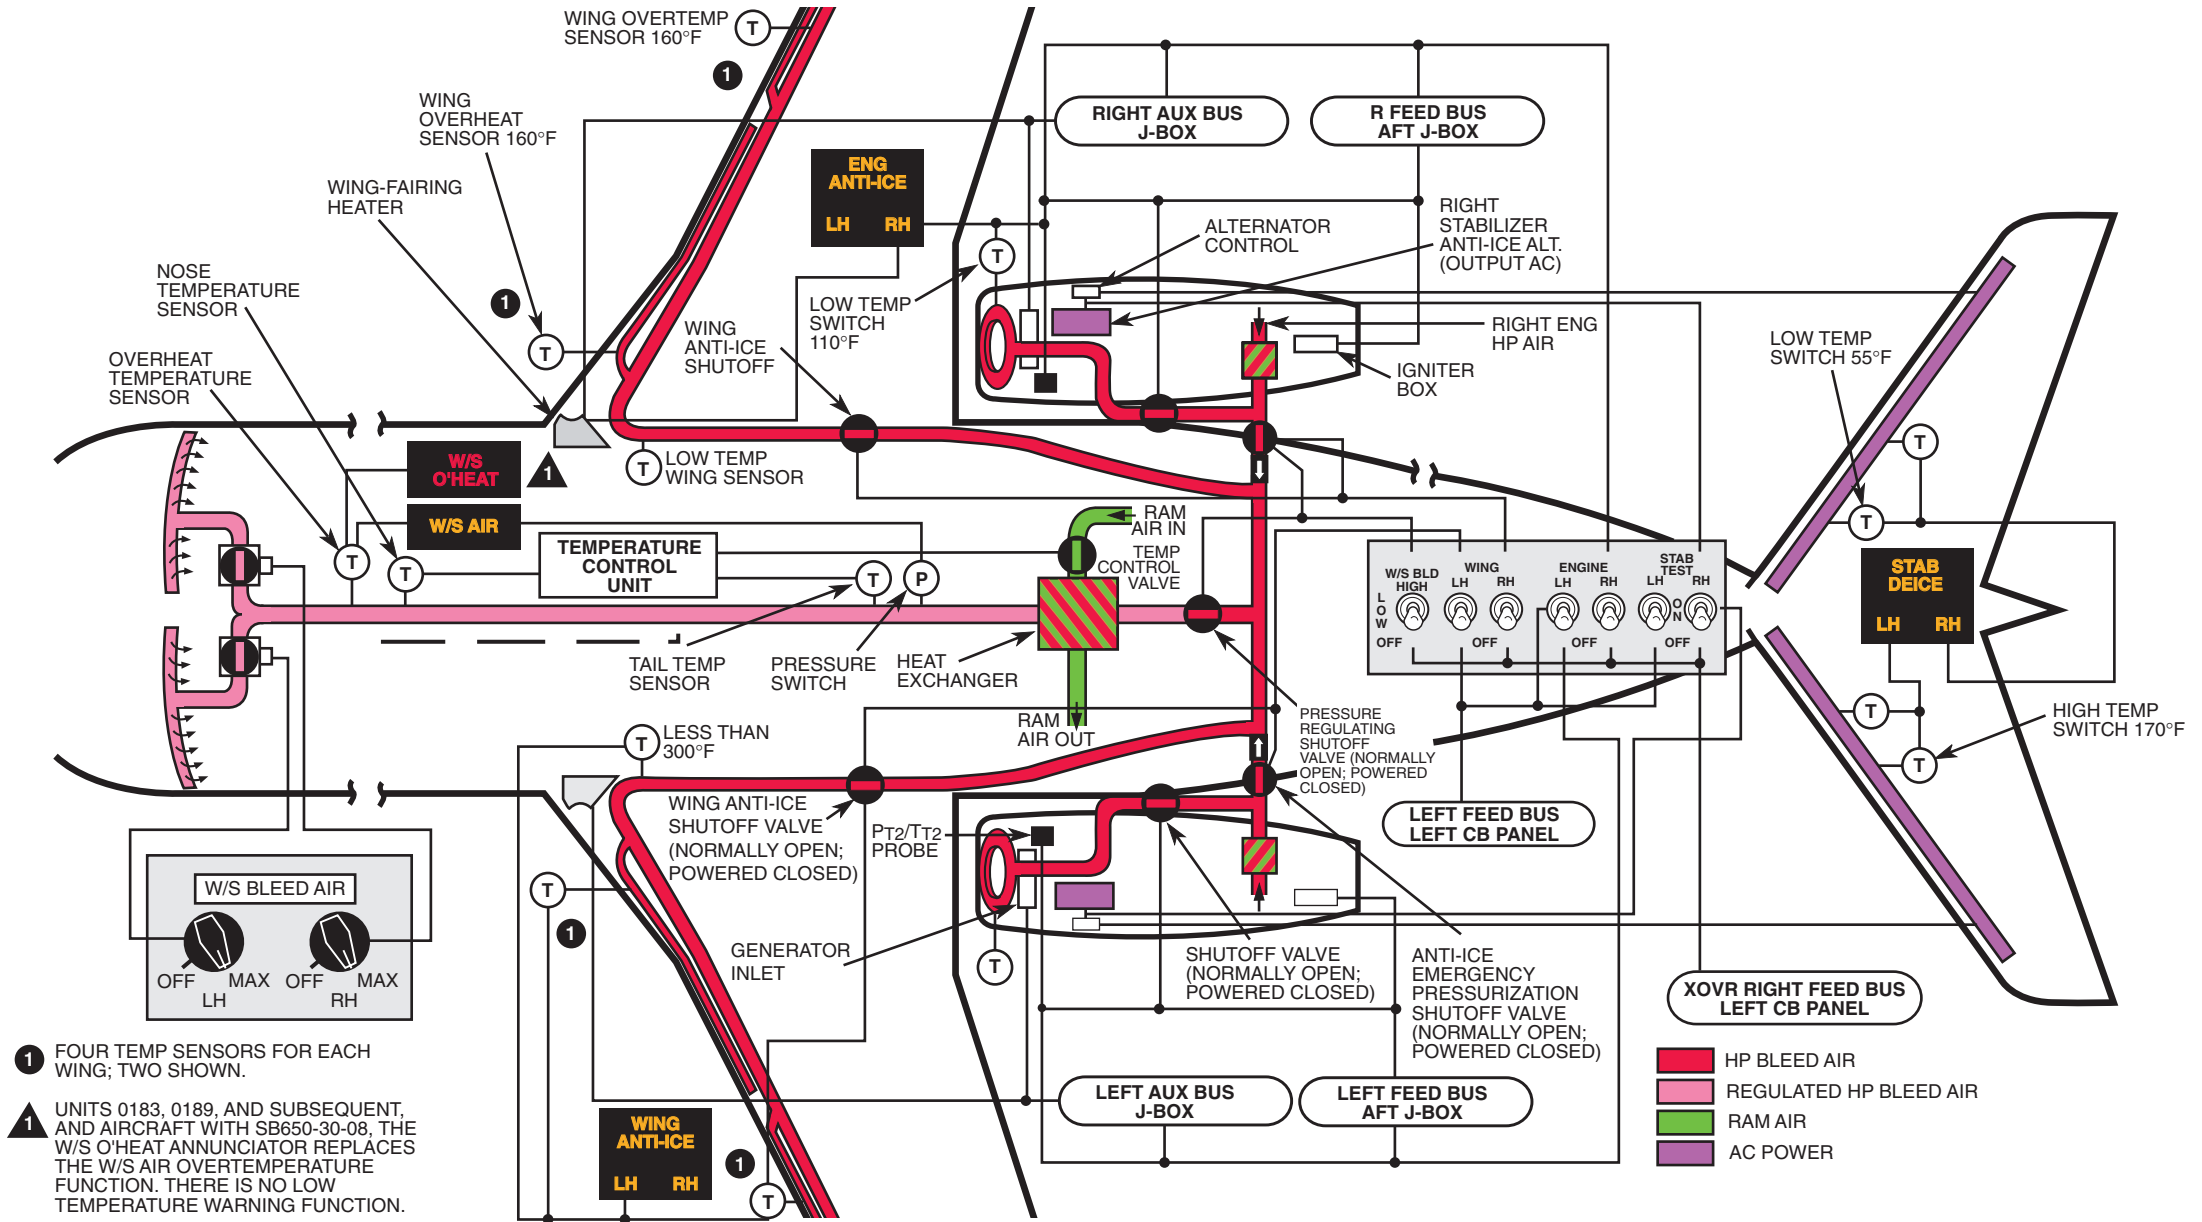 WING OVERTEMP
SENSOR 160°F
T
1
WING
OVERHEAT
SENSOR 160°F
1
T
WING-FAIRING
HEATER
NOSE
TEMPERATURE
SENSOR
OVERHEAT
TEMPERATURE
SENSOR
ENG
ANTI-ICE
LH RH
RIGHT AUX BUS
J-BOX
R FEED BUS
AFT J-BOX
ALTERNATOR
CONTROL
RIGHT
STABILIZER
ANTI-ICE ALT.
(OUTPUT AC)
T
LOW TEMP
SWITCH
110°F
WING
ANTI-ICE
SHUTOFF
RIGHT ENG
HP AIR
IGNITER
BOX
LOW TEMP
SWITCH 55°F
T
T
W/S
O'HEAT
1
W/S AIR
T
LOW TEMP
WING SENSOR
T
T
TEMPERATURE
CONTROL
UNIT
T
P
RAM
AIR IN
TEMP
CONTROL
VALVE
TAIL TEMP
SENSOR
PRESSURE
SWITCH
HEAT
EXCHANGER
RAM
AIR OUT
W/S BLD
HIGH
L
O
W
OFF
WING
LH RH
OFF
ENGINE
LH RH
OFF
STAB
TEST
LH RH
O
N
OFF
STAB
DEICE
LH RH
T
T
HIGH TEMP
SWITCH 170°F
PRESSURE
REGULATING
SHUTOFF
VALVE (NORMALLY
OPEN; POWERED
CLOSED)
T
LESS THAN
300°F
WING ANTI-ICE
SHUTOFF VALVE
(NORMALLY OPEN;
POWERED CLOSED)
PT2/TT2
PROBE
LEFT FEED BUS
LEFT CB PANEL
W/S BLEED AIR
OFF MAX
LH
OFF MAX
RH
T
1
GENERATOR
INLET
T
SHUTOFF VALVE
(NORMALLY OPEN;
POWERED CLOSED)
ANTI-ICE
EMERGENCY
PRESSURIZATION
SHUTOFF VALVE
(NORMALLY OPEN;
POWERED CLOSED)
XOVR RIGHT FEED BUS
LEFT CB PANEL
1 FOUR TEMP SENSORS FOR EACH
WING; TWO SHOWN.
1 UNITS 0183, 0189, AND SUBSEQUENT,
AND AIRCRAFT WITH SB650-30-08, THE
W/S O'HEAT ANNUNCIATOR REPLACES
THE W/S AIR OVERTEMPERATURE
FUNCTION. THERE IS NO LOW
TEMPERATURE WARNING FUNCTION.
WING
ANTI-ICE
LH RH
1
T
LEFT AUX BUS
J-BOX
LEFT FEED BUS
AFT J-BOX
HP BLEED AIR
REGULATED HP BLEED AIR
RAM AIR
AC POWER